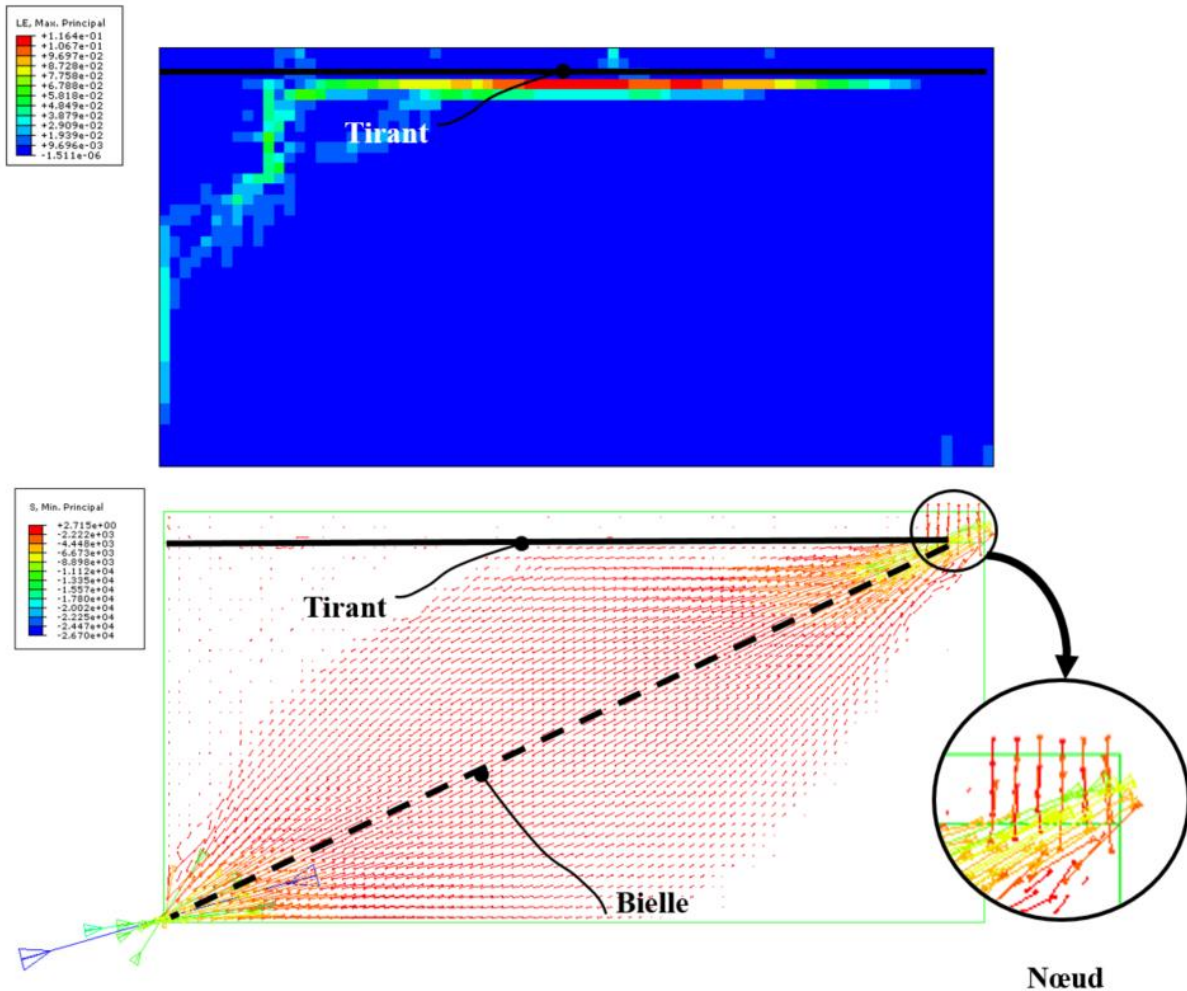 LE, Max. Principal
+1.164e-01
+1.067e-01
+9.697e-02
+8.728e-02
+7.758e-02
+6.788e-02
+5.818e-02
+4.849e-02
+3.879e-02
+2.909e-02
+1.939e-02
+9.696e-03
-1.511e-06
Tirant
S, Min. Principal
+2.715e+00
-2.222e+03
-4.448e+03
-6.673e+03
-8.898e+03
-1.112e+04
-1.335e+04
-1.557e+04
-1.780e+04
-2.002e+04
-2.225e+04
-2.447e+04
-2.670e+04
Tirant
Bielle
Nœud